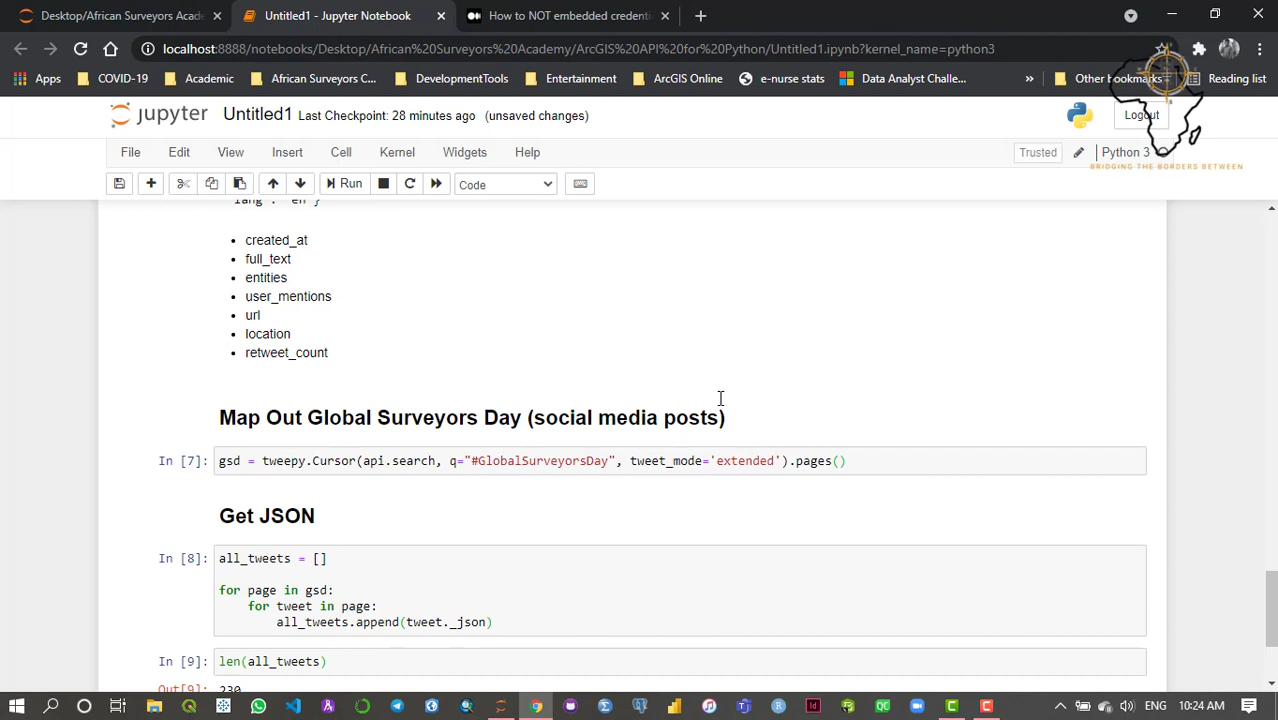 Desktop/African Surveyors Acade
Untitled1 - Jupyter Notebook
How to NOT embedded credenti
localhost:8888/notebooks/Desktop/African%20Surveyors%20Academy/ArcGIS%20API%20for%20Python/Untitled1.ipynb?kernel_name=python3
Apps
COVID-19
Academic
African Surveyors C...
DevelopmentTools
Entertainment
ArcGIS Online
e-nurse stats
Data Analyst Challe...
»
Other bookmarks
Reading list
jupyter Untitled1 Last Checkpoint: 28 minutes ago (unsaved changes)
Logout
File Edit View Insert Cell Kernel Widgets Help
Trusted
Python 3
BRIDGING THE BORDERS BETWEEN
Run
Code
'lang': 'en'}
• created_at
• full_text
• entities
• user_mentions
• url
• location
• retweet_count
Map Out Global Surveyors Day (social media posts)
In [7]: gsd = tweepy.Cursor(api.search, q="#GlobalSurveyorsDay", tweet_mode='extended').pages()
Get JSON
In [8]: all_tweets = []
for page in gsd:
for tweet in page:
all_tweets.append(tweet._json)
In [9]: len(all_tweets)
Out[9]: 230
ENG 10:24 AM